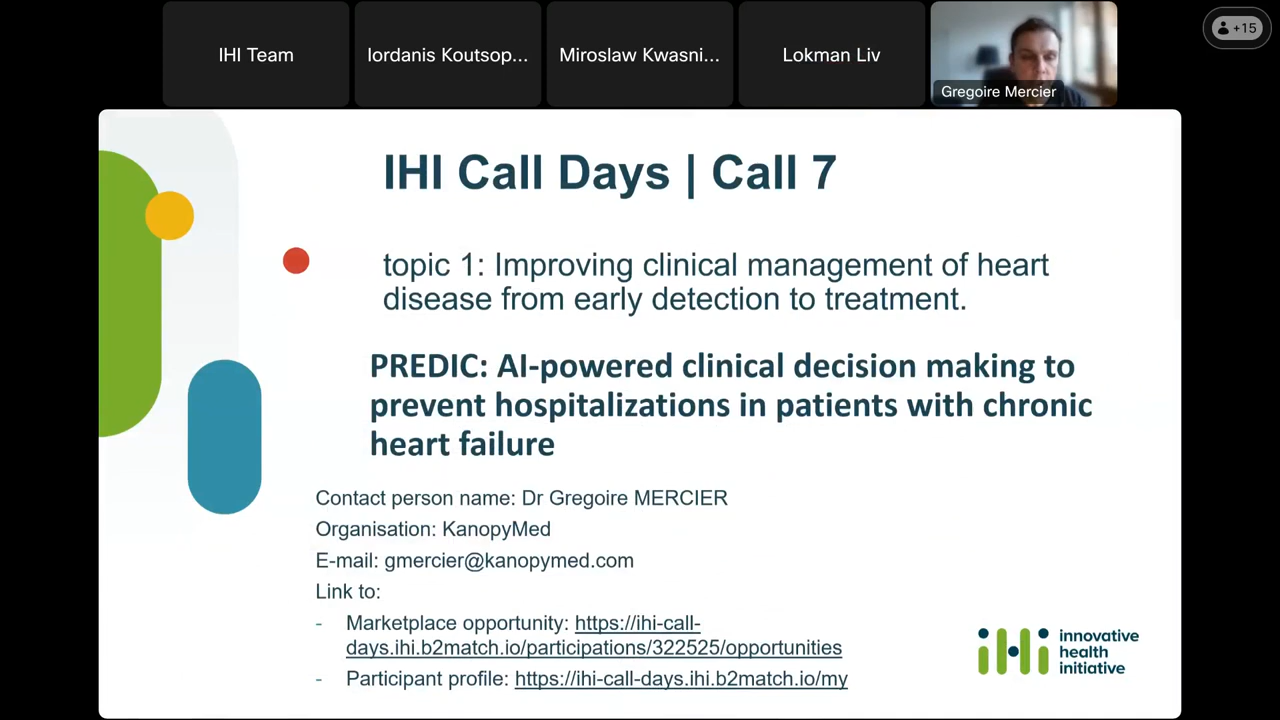 IHI Team
Iordanis Koutsop...
Miroslaw Kwasni...
Lokman Liv
Gregoire Mercier
+15
IHI Call Days | Call 7
topic 1: Improving clinical management of heart
disease from early detection to treatment.
PREDIC: AI-powered clinical decision making to
prevent hospitalizations in patients with chronic
heart failure
Contact person name: Dr Gregoire MERCIER
Organisation: KanopyMed
E-mail: gmercier@kanopymed.com
Link to:
- Marketplace opportunity: https://ihi-call-
days.ihi.b2match.io/participations/322525/opportunities
- Participant profile: https://ihi-call-days.ihi.b2match.io/my
ihi
innovative
health
initiative